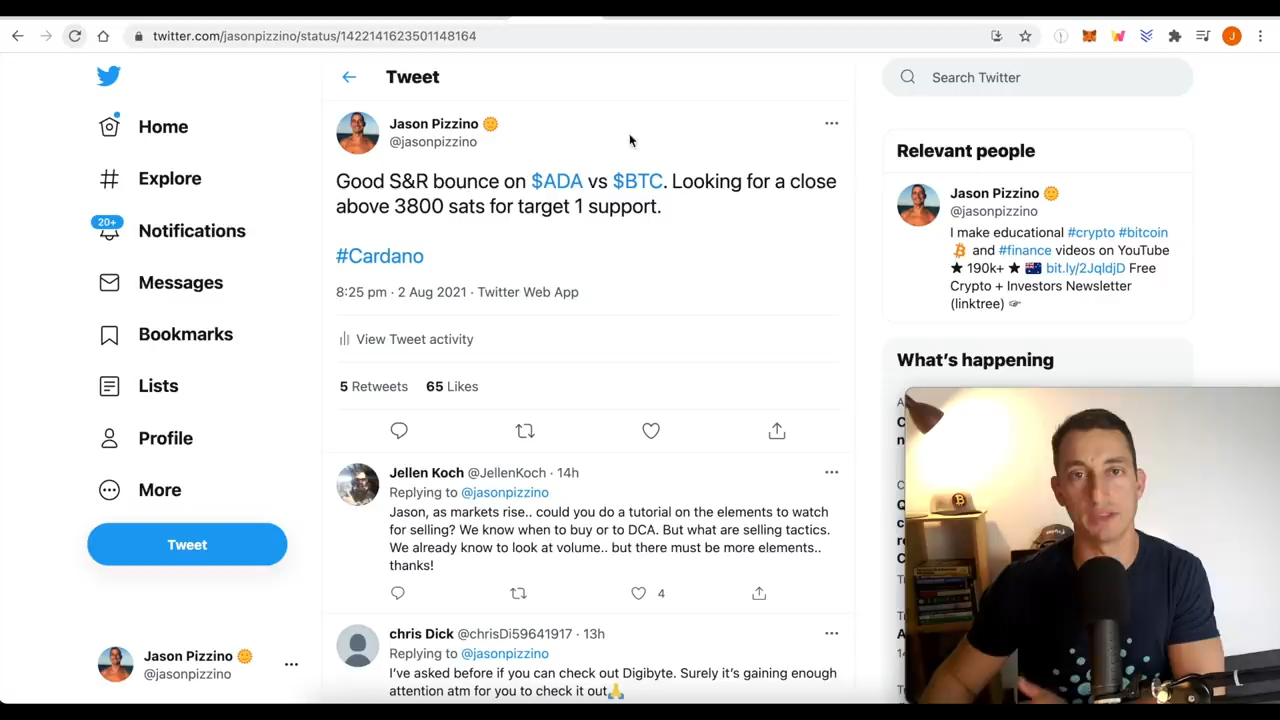 twitter.com/jasonpizzino/status/1422141623501148164
J
Home
Explore
20+
Notifications
Messages
Bookmarks
Lists
Profile
More
Tweet
Jason Pizzino
@jasonpizzino
Tweet
Jason Pizzino
@jasonpizzino
Good S&R bounce on $ADA vs $BTC. Looking for a close
above 3800 sats for target 1 support.
#Cardano
8:25 pm · 2 Aug 2021 · Twitter Web App
View Tweet activity
5 Retweets 65 Likes
Jellen Koch @JellenKoch · 14h
Replying to @jasonpizzino
Jason, as markets rise.. could you do a tutorial on the elements to watch
for selling? We know when to buy or to DCA. But what are selling tactics.
We already know to look at volume.. but there must be more elements..
thanks!
4
chris Dick @chrisDi59641917 · 13h
Replying to @jasonpizzino
I've asked before if you can check out Digibyte. Surely it's gaining enough
attention atm for you to check it out🙏
Search Twitter
Relevant people
Jason Pizzino
@jasonpizzino
I make educational #crypto #bitcoin
and #finance videos on YouTube
★ 190k+ ★ 🇦🇺 bit.ly/2JqldjD Free
Crypto + Investors Newsletter
(linktree) ☞
What's happening